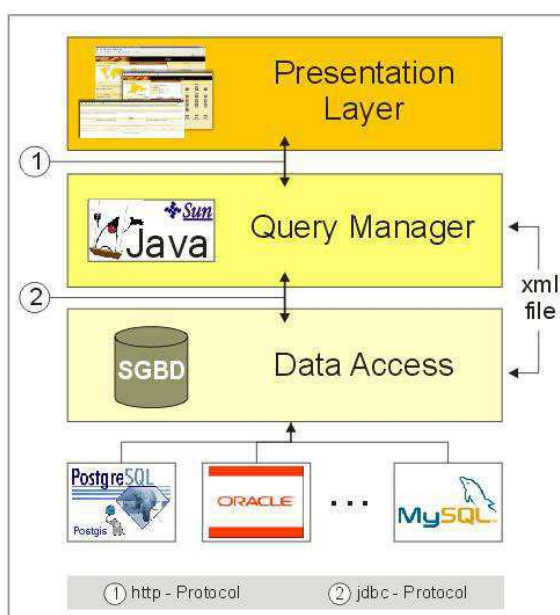 Presentation
Layer
1
Sun
Java
Query Manager
2
xml
file
SGBD
Data Access
PostgreSQL
Postgis
ORACLE
...
MySQL
1 http - Protocol
2 jdbc - Protocol